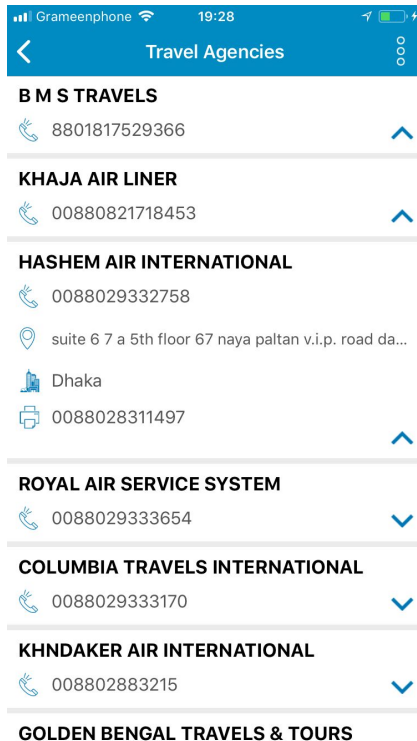 Grameenphone 19:28
Travel Agencies
B M S TRAVELS
8801817529366
KHAJA AIR LINER
00880821718453
HASHEM AIR INTERNATIONAL
0088029332758
suite 6 7 a 5th floor 67 naya paltan v.i.p. road da...
Dhaka
0088028311497
ROYAL AIR SERVICE SYSTEM
0088029333654
COLUMBIA TRAVELS INTERNATIONAL
0088029333170
KHNDAKER AIR INTERNATIONAL
008802883215
GOLDEN BENGAL TRAVELS & TOURS